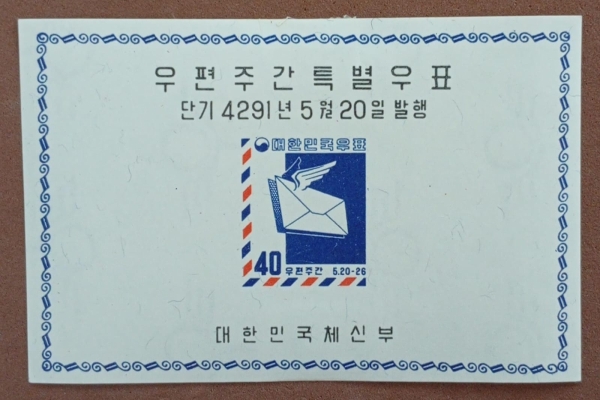 우편주간특별우표
단기 4291년 5월 20일 발행
대한민국우표
40 우편주간 5.20-26
대한민국체신부